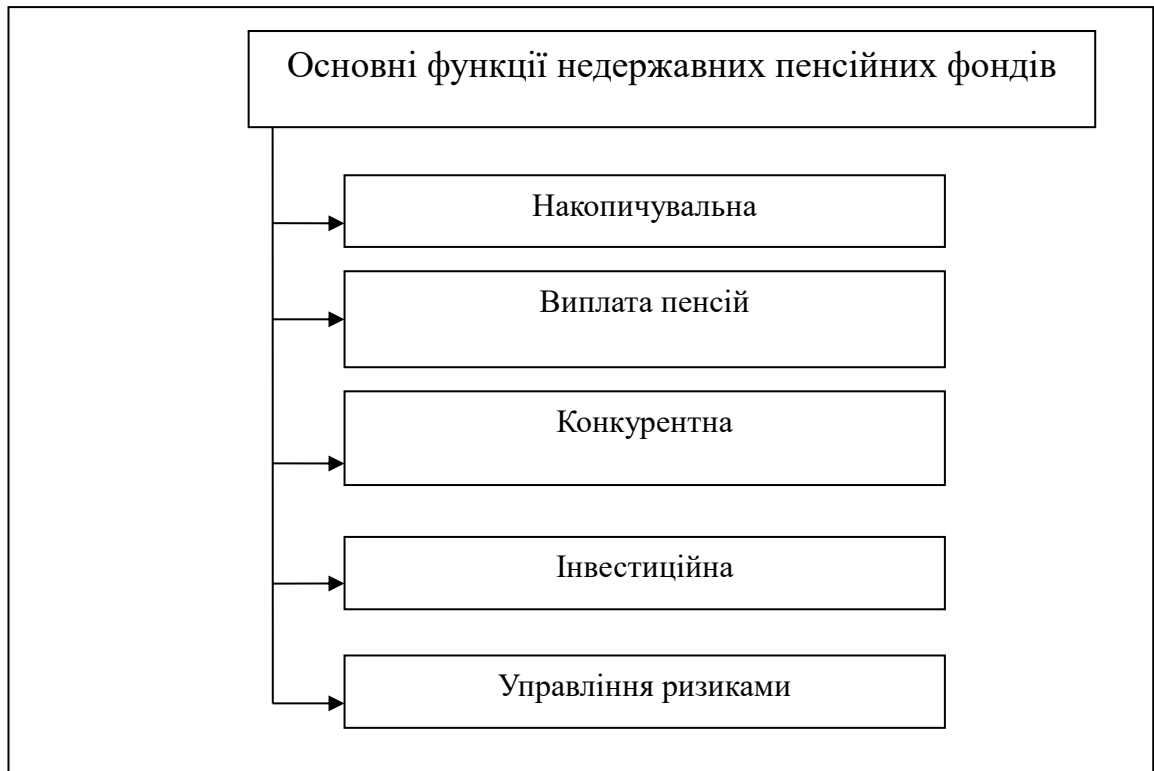 Основні функції недержавних пенсійних фондів
Накопичувальна
Виплата пенсій
Конкурентна
Інвестиційна
Управління ризиками